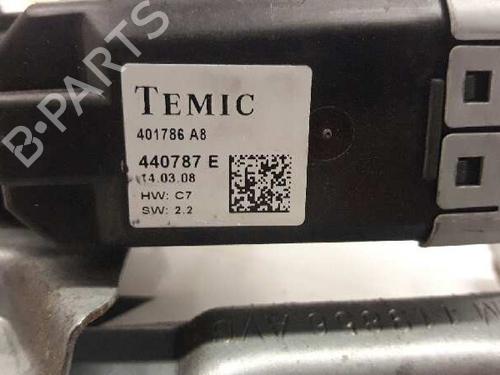 B-PARTS
TEMIC
401786 A8
440787 E
14.03.08
HW: C7
SW: 2.2